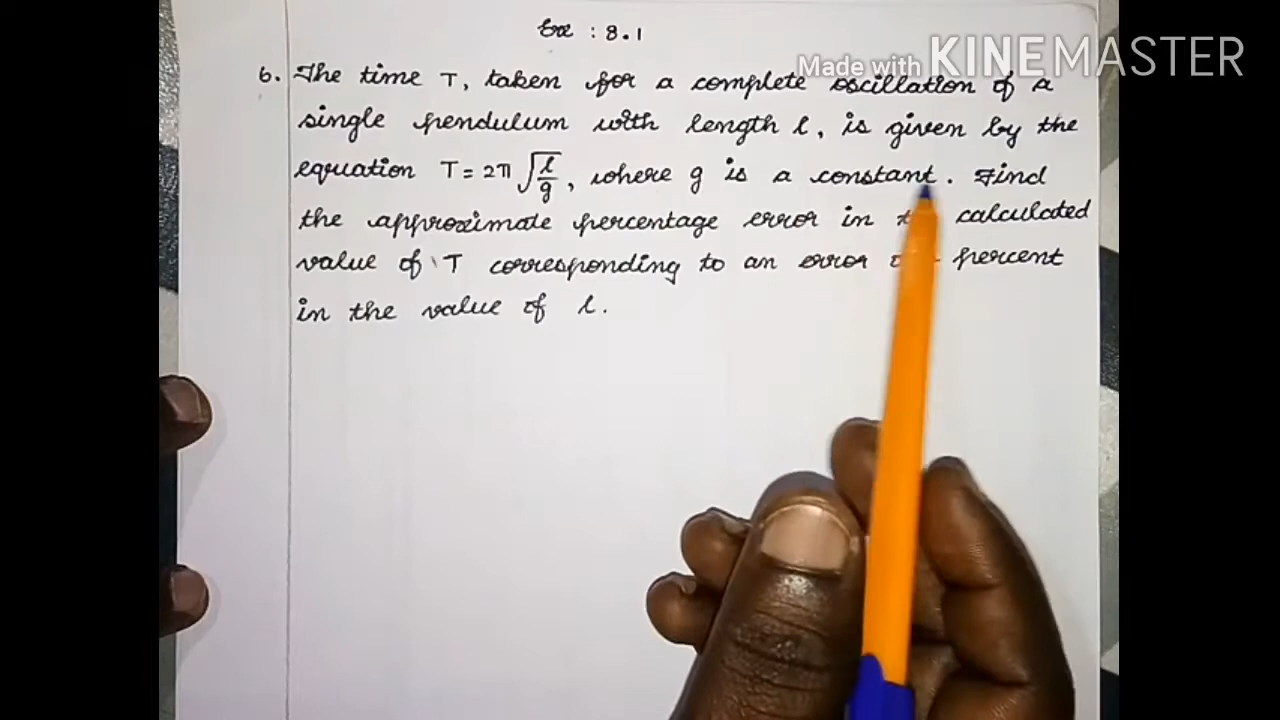 Ex : 8.1
Made with KINEMASTER
6. The time T, taken for a complete oscillation of a
single pendulum with length l, is given by the
equation T = 2π √(l/g), where g is a constant. Find
the approximate percentage error in calculated
value of T corresponding to an error percent
in the value of l.